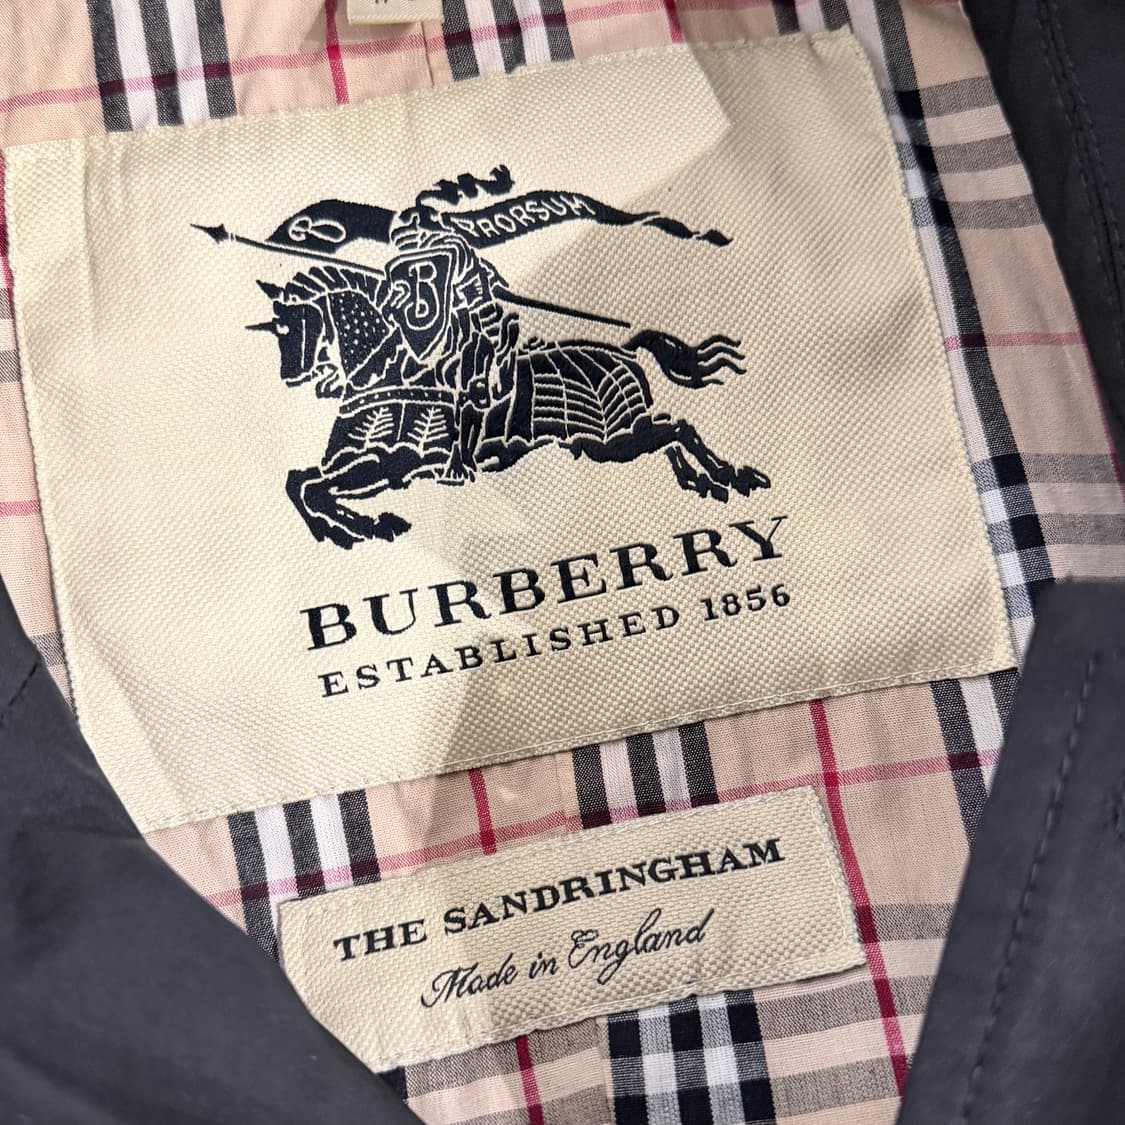 B PRORSUM
B
BURBERRY
ESTABLISHED 1856
THE SANDRINGHAM
Made in England